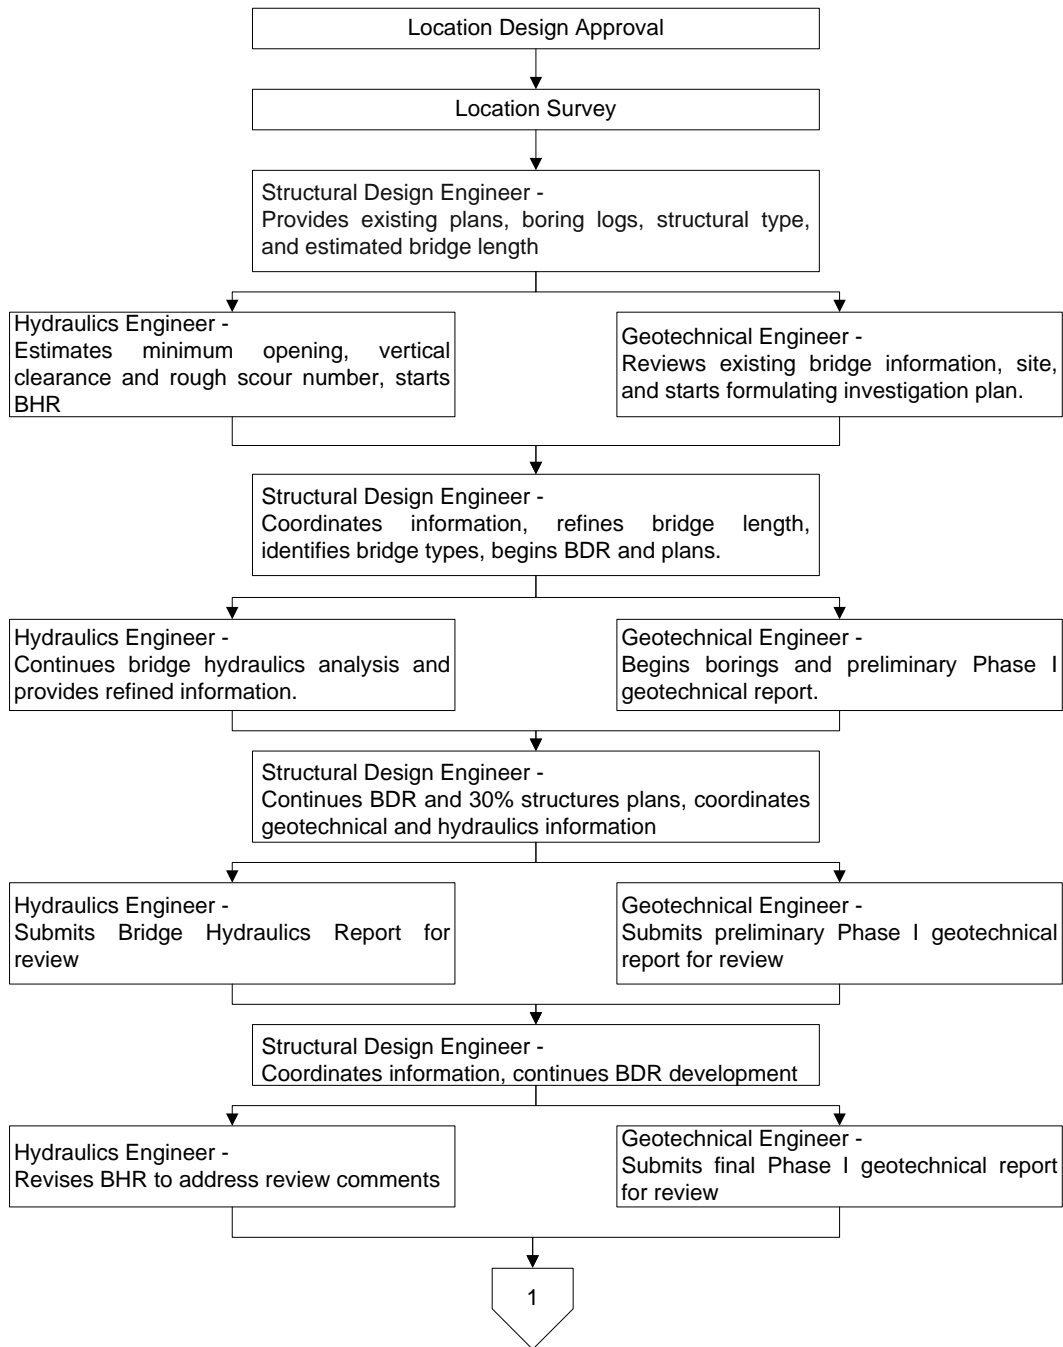 Location Design Approval
Location Survey
Structural Design Engineer -
Provides existing plans, boring logs, structural type,
and estimated bridge length
Hydraulics Engineer -
Estimates minimum opening, vertical
clearance and rough scour number, starts
BHR
Geotechnical Engineer -
Reviews existing bridge information, site,
and starts formulating investigation plan.
Structural Design Engineer -
Coordinates information, refines bridge length,
identifies bridge types, begins BDR and plans.
Hydraulics Engineer -
Continues bridge hydraulics analysis and
provides refined information.
Geotechnical Engineer -
Begins borings and preliminary Phase I
geotechnical report.
Structural Design Engineer -
Continues BDR and 30% structures plans, coordinates
geotechnical and hydraulics information
Hydraulics Engineer -
Submits Bridge Hydraulics Report for
review
Geotechnical Engineer -
Submits preliminary Phase I geotechnical
report for review
Structural Design Engineer -
Coordinates information, continues BDR development
Hydraulics Engineer -
Revises BHR to address review comments
Geotechnical Engineer -
Submits final Phase I geotechnical report
for review
1